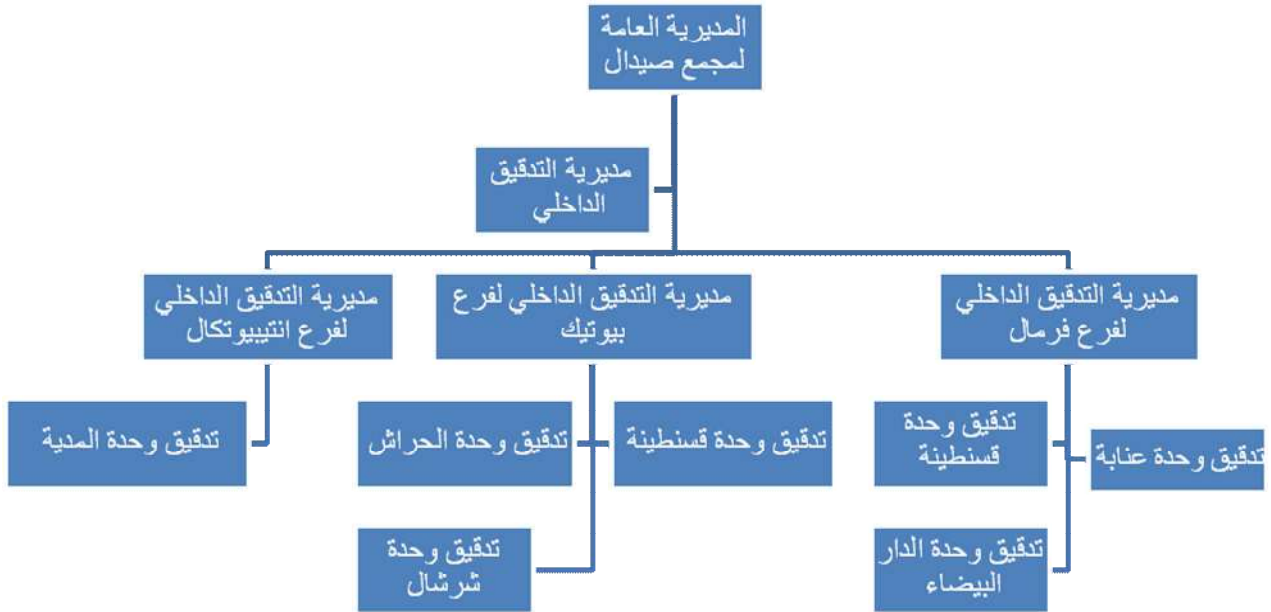 المديرية العامة
لمجمع صيدال
مديرية التدقيق
الداخلي
مديرية التدقيق الداخلي
لفرع فرمال
مديرية التدقيق الداخلي لفرع
بيوتيك
مديرية التدقيق الداخلي
لفرع انتيبيوتكال
تدقيق وحدة عنابة
تدقيق وحدة
قسنطينة
تدقيق وحدة قسنطينة
تدقيق وحدة الحراش
تدقيق وحدة المدية
تدقيق وحدة الدار
البيضاء
تدقيق وحدة
شرشال